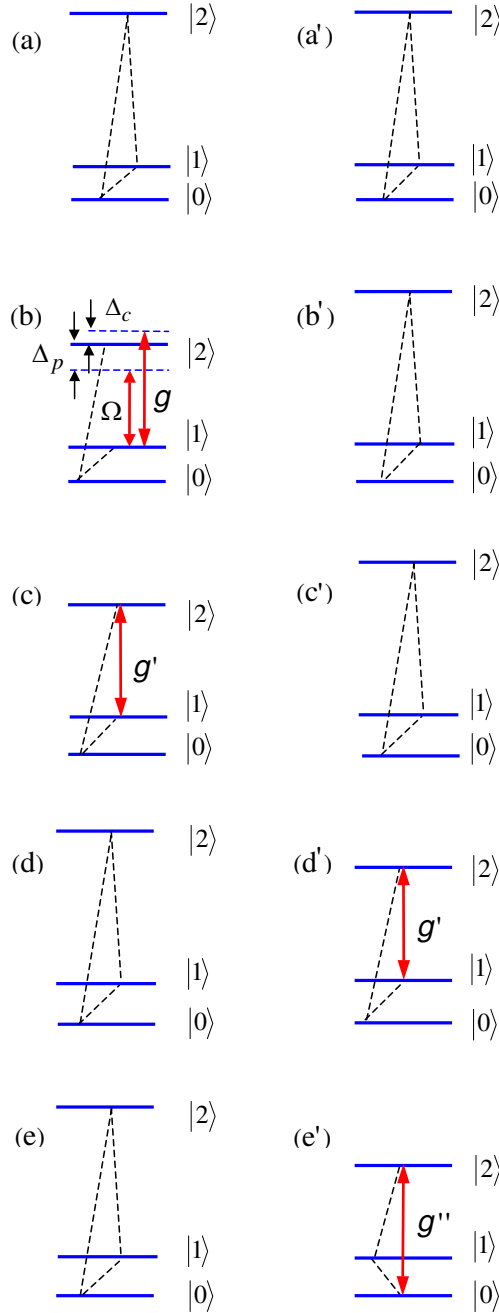 (a)
|2⟩
|1⟩
|0⟩
(a')
|2⟩
|1⟩
|0⟩
(b)
Δc
Δp
|2⟩
Ω
g
|1⟩
|0⟩
(b')
|2⟩
|1⟩
|0⟩
(c)
|2⟩
g'
|1⟩
|0⟩
(c')
|2⟩
|1⟩
|0⟩
(d)
|2⟩
|1⟩
|0⟩
(d')
|2⟩
g'
|1⟩
|0⟩
(e)
|2⟩
|1⟩
|0⟩
(e')
|2⟩
g''
|1⟩
|0⟩